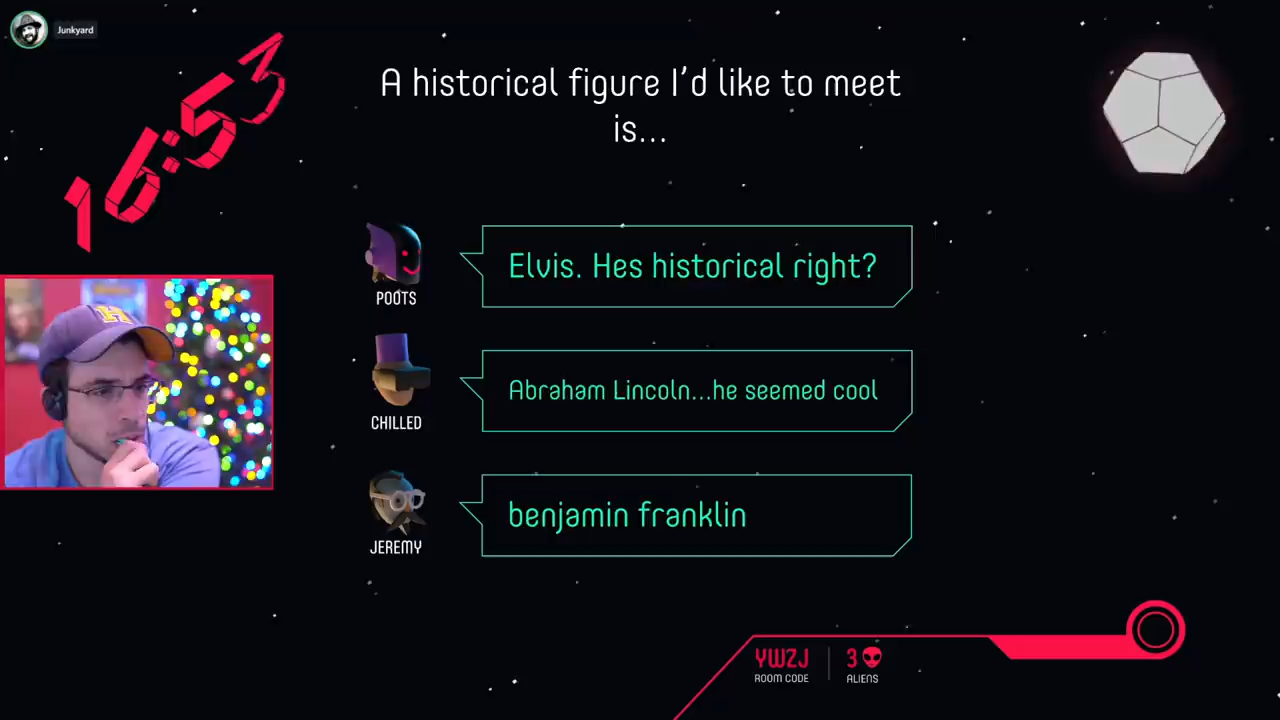 Junkyard
16:53
A historical figure I'd like to meet
is...
POOTS
Elvis. Hes historical right?
CHILLED
Abraham Lincoln...he seemed cool
JEREMY
benjamin franklin
H
YWZJ
ROOM CODE
3
ALIENS